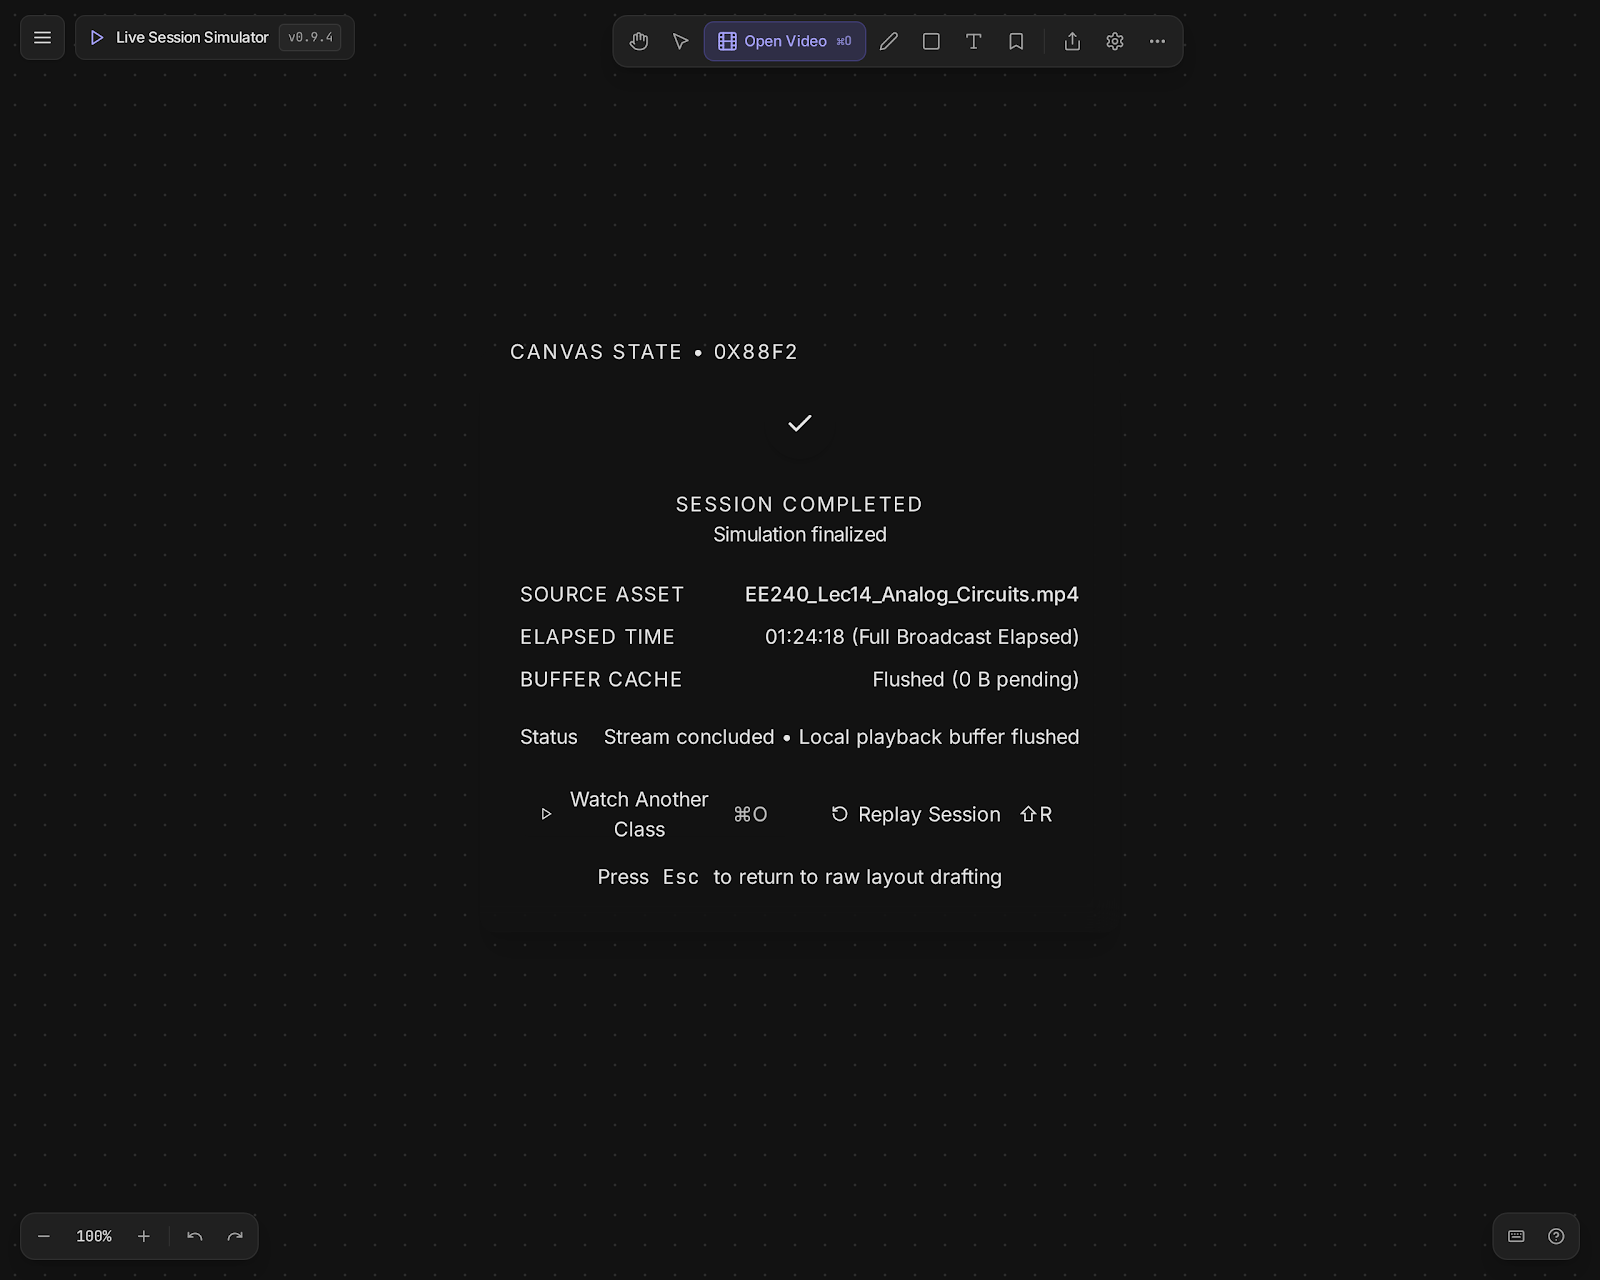 Live Session Simulator v0.9.4
Open Video ⌘O
CANVAS STATE • 0X88F2
SESSION COMPLETED
Simulation finalized
SOURCE ASSET EE240_Lec14_Analog_Circuits.mp4
ELAPSED TIME 01:24:18 (Full Broadcast Elapsed)
BUFFER CACHE Flushed (0 B pending)
Status Stream concluded • Local playback buffer flushed
Watch Another
Class
⌘O
Replay Session ⇧R
Press Esc to return to raw layout drafting
100%